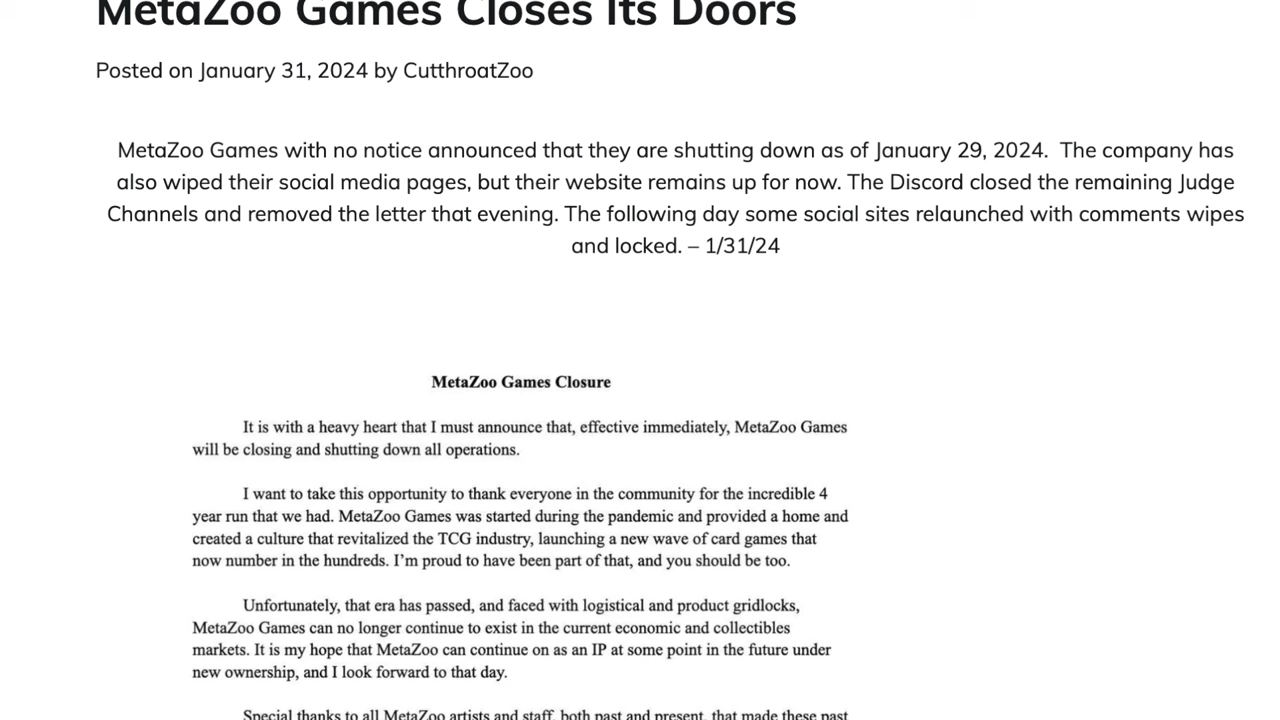 MetaZoo Games Closes Its Doors
Posted on January 31, 2024 by CutthroatZoo
MetaZoo Games with no notice announced that they are shutting down as of January 29, 2024.  The company has
also wiped their social media pages, but their website remains up for now. The Discord closed the remaining Judge
Channels and removed the letter that evening. The following day some social sites relaunched with comments wipes
and locked. – 1/31/24
MetaZoo Games Closure
It is with a heavy heart that I must announce that, effective immediately, MetaZoo Games
will be closing and shutting down all operations.
I want to take this opportunity to thank everyone in the community for the incredible 4
year run that we had. MetaZoo Games was started during the pandemic and provided a home and
created a culture that revitalized the TCG industry, launching a new wave of card games that
now number in the hundreds. I’m proud to have been part of that, and you should be too.
Unfortunately, that era has passed, and faced with logistical and product gridlocks,
MetaZoo Games can no longer continue to exist in the current economic and collectibles
markets. It is my hope that MetaZoo can continue on as an IP at some point in the future under
new ownership, and I look forward to that day.
Special thanks to all MetaZoo artists and staff, both past and present, that made these past